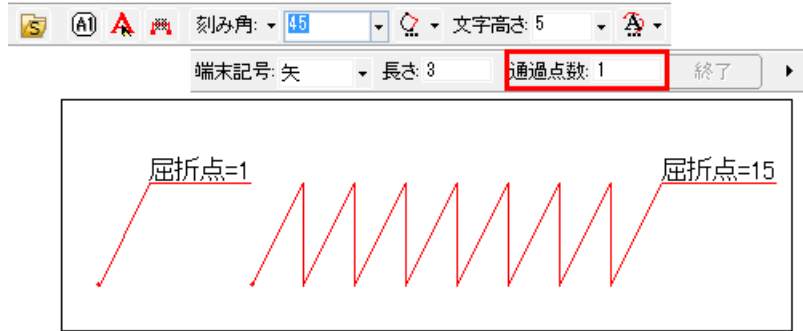 S A1 A 刻み角: 45 文字高さ: 5 A
端末記号: 矢 長さ: 3 通過点数: 1 終了
屈折点=1 屈折点=15